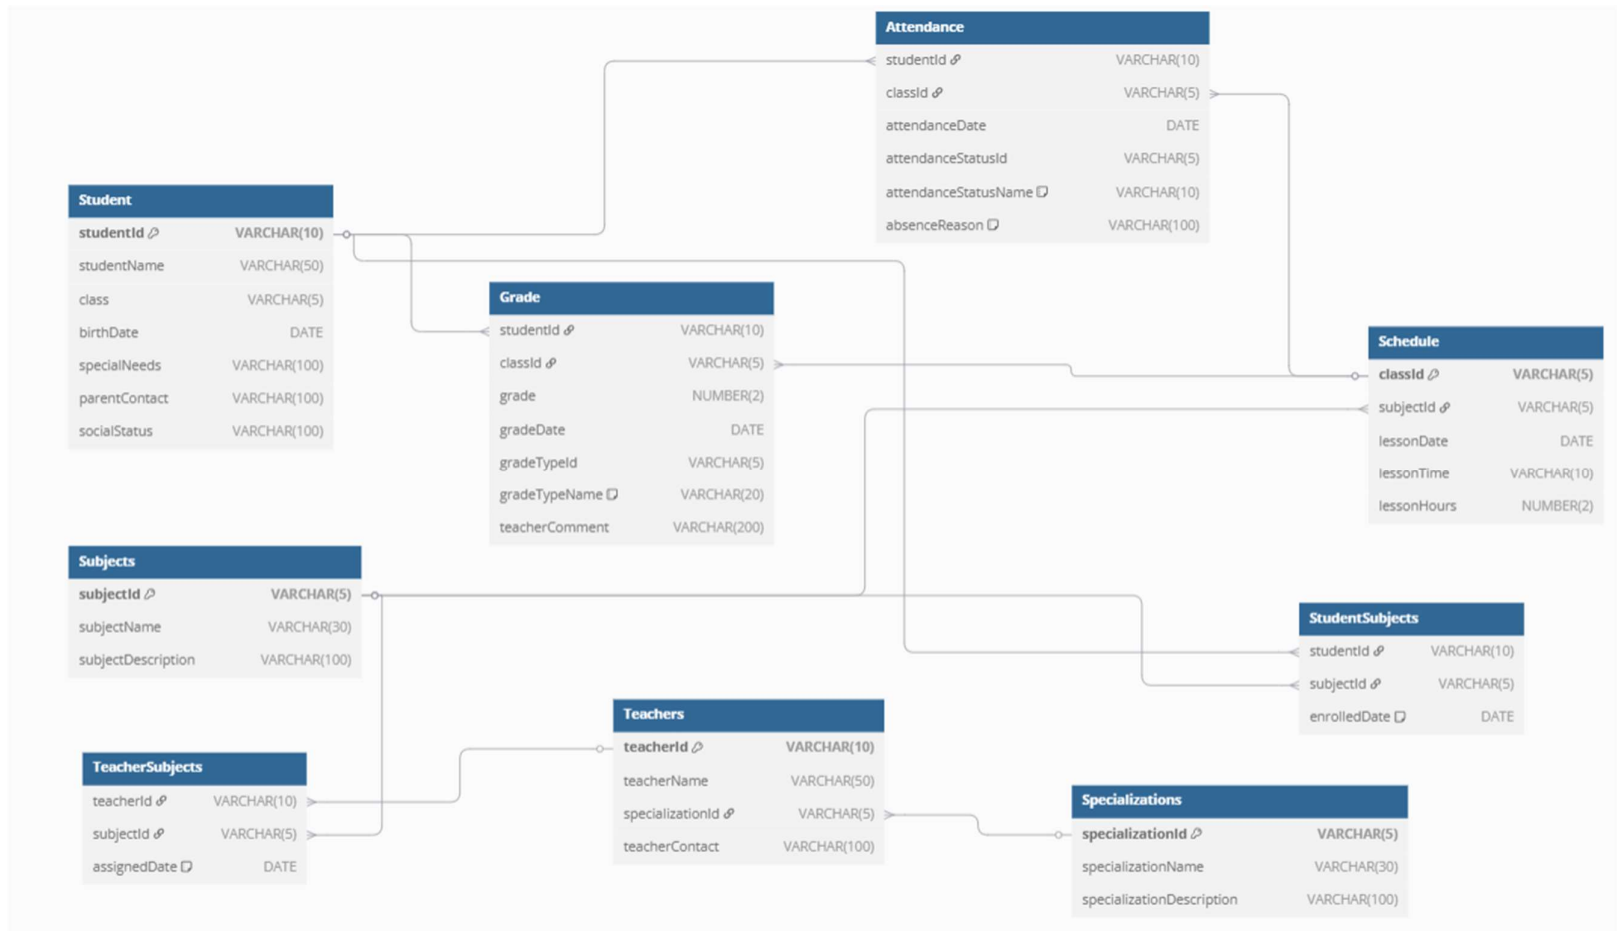 Attendance
studentId VARCHAR(10)
classId VARCHAR(5)
attendanceDate DATE
attendanceStatusId VARCHAR(5)
attendanceStatusName VARCHAR(10)
absenceReason VARCHAR(100)
Student
studentId VARCHAR(10)
studentName VARCHAR(50)
class VARCHAR(5)
birthDate DATE
specialNeeds VARCHAR(100)
parentContact VARCHAR(100)
socialStatus VARCHAR(100)
Grade
studentId VARCHAR(10)
classId VARCHAR(5)
grade NUMBER(2)
gradeDate DATE
gradeTypeId VARCHAR(5)
gradeTypeName VARCHAR(20)
teacherComment VARCHAR(200)
Schedule
classId VARCHAR(5)
subjectId VARCHAR(5)
lessonDate DATE
lessonTime VARCHAR(10)
lessonHours NUMBER(2)
Subjects
subjectId VARCHAR(5)
subjectName VARCHAR(30)
subjectDescription VARCHAR(100)
StudentSubjects
studentId VARCHAR(10)
subjectId VARCHAR(5)
enrolledDate DATE
Teachers
teacherId VARCHAR(10)
teacherName VARCHAR(50)
specializationId VARCHAR(5)
teacherContact VARCHAR(100)
TeacherSubjects
teacherId VARCHAR(10)
subjectId VARCHAR(5)
assignedDate DATE
Specializations
specializationId VARCHAR(5)
specializationName VARCHAR(30)
specializationDescription VARCHAR(100)